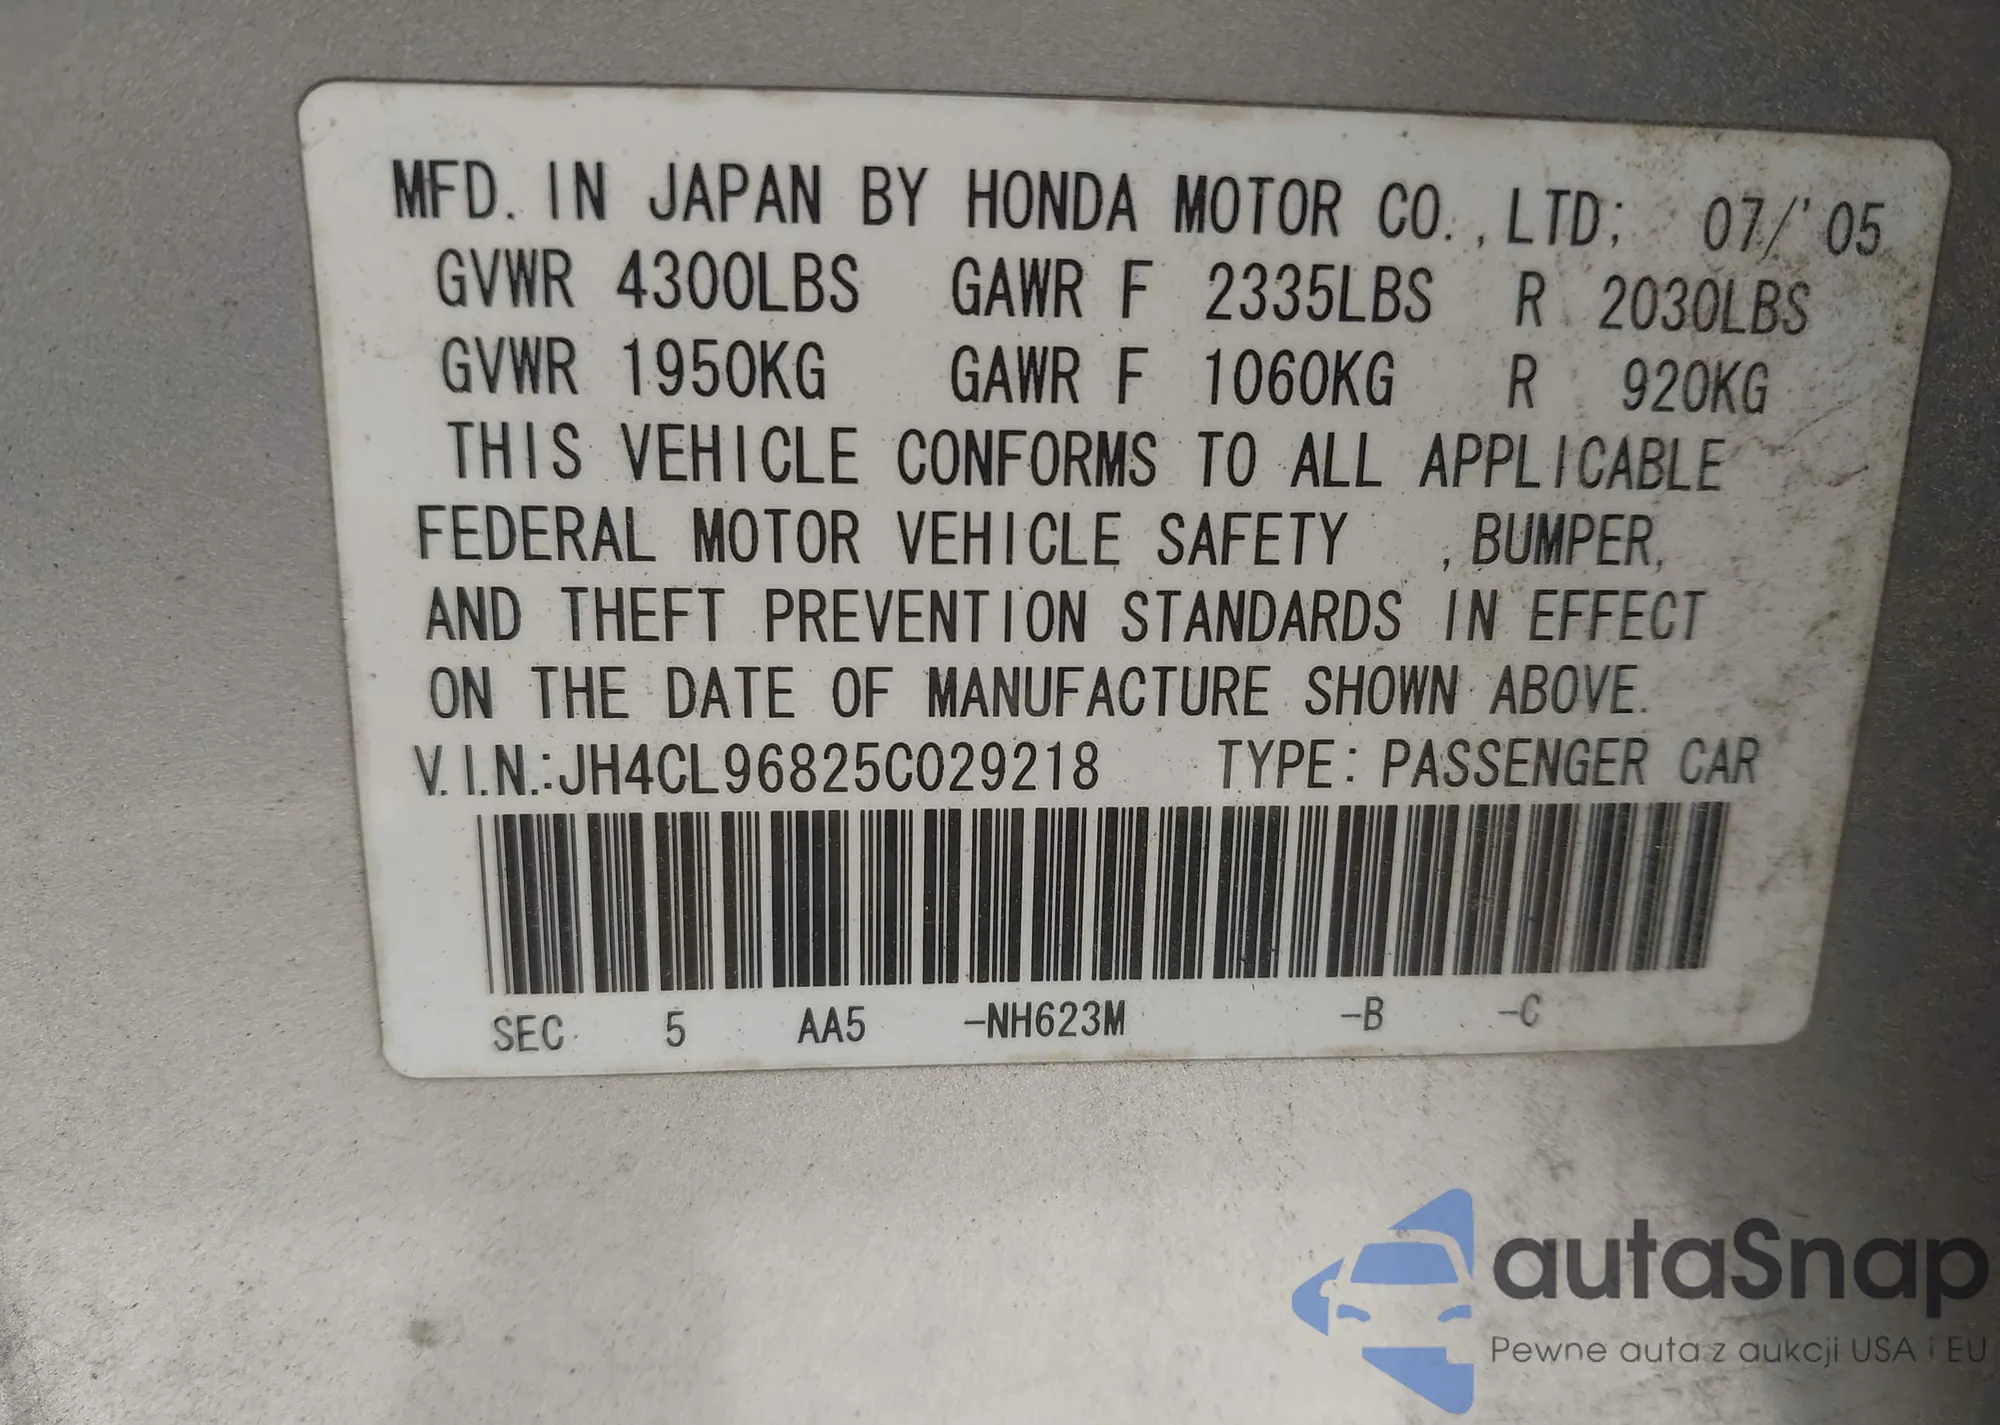 MFD. IN JAPAN BY HONDA MOTOR CO.,LTD; 07/'05
GVWR 4300LBS GAWR F 2335LBS R 2030LBS
GVWR 1950KG GAWR F 1060KG R 920KG
THIS VEHICLE CONFORMS TO ALL APPLICABLE
FEDERAL MOTOR VEHICLE SAFETY , BUMPER,
AND THEFT PREVENTION STANDARDS IN EFFECT
ON THE DATE OF MANUFACTURE SHOWN ABOVE.
V.I.N.:JH4CL96825C029218 TYPE: PASSENGER CAR
SEC 5 AA5 -NH623M -B -C
autaSnap
Pewne auta z aukcji USA i EU